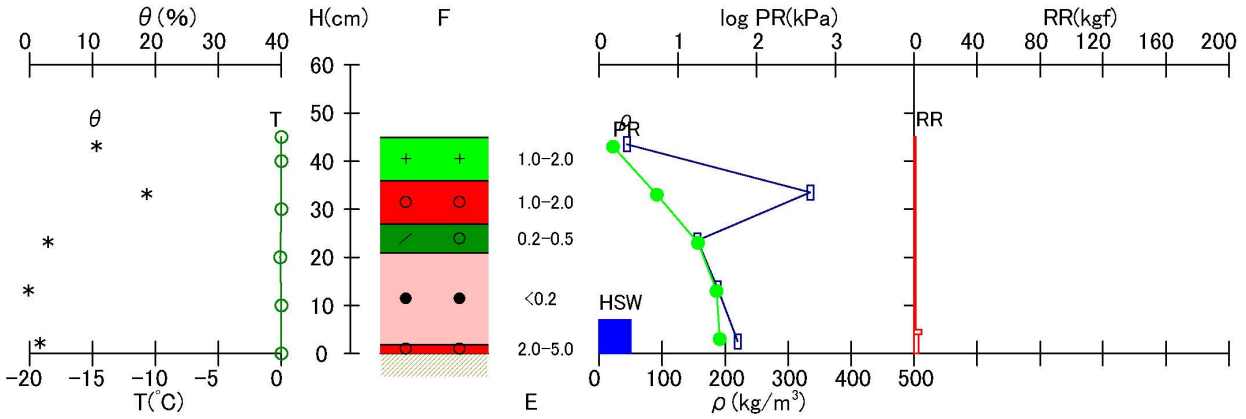 θ(%) H(cm) F log PR(kPa) RR(kgf)
0 10 20 30 40 0 1 2 3 0 40 80 120 160 200
60
50
θ T ρ RR
PR
40 1.0-2.0
30 1.0-2.0
0.2-0.5
20
10 <0.2
HSW
0 2.0-5.0
-20 -15 -10 -5 0 0 100 200 300 400 500
T(°C) E ρ(kg/m³)